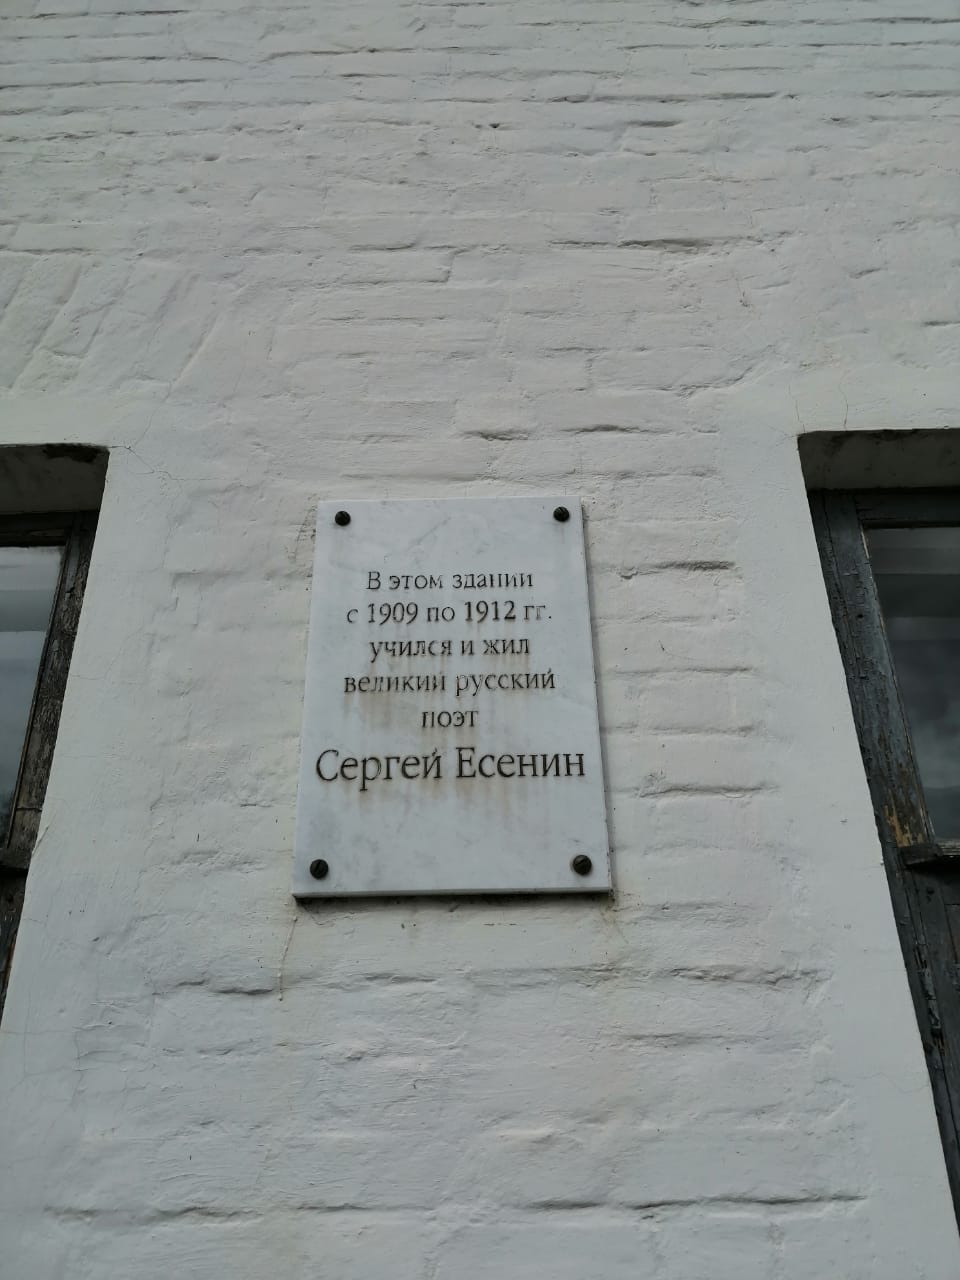 В этом здании
с 1909 по 1912 гг.
учился и жил
великий русский
поэт
Сергей Есенин